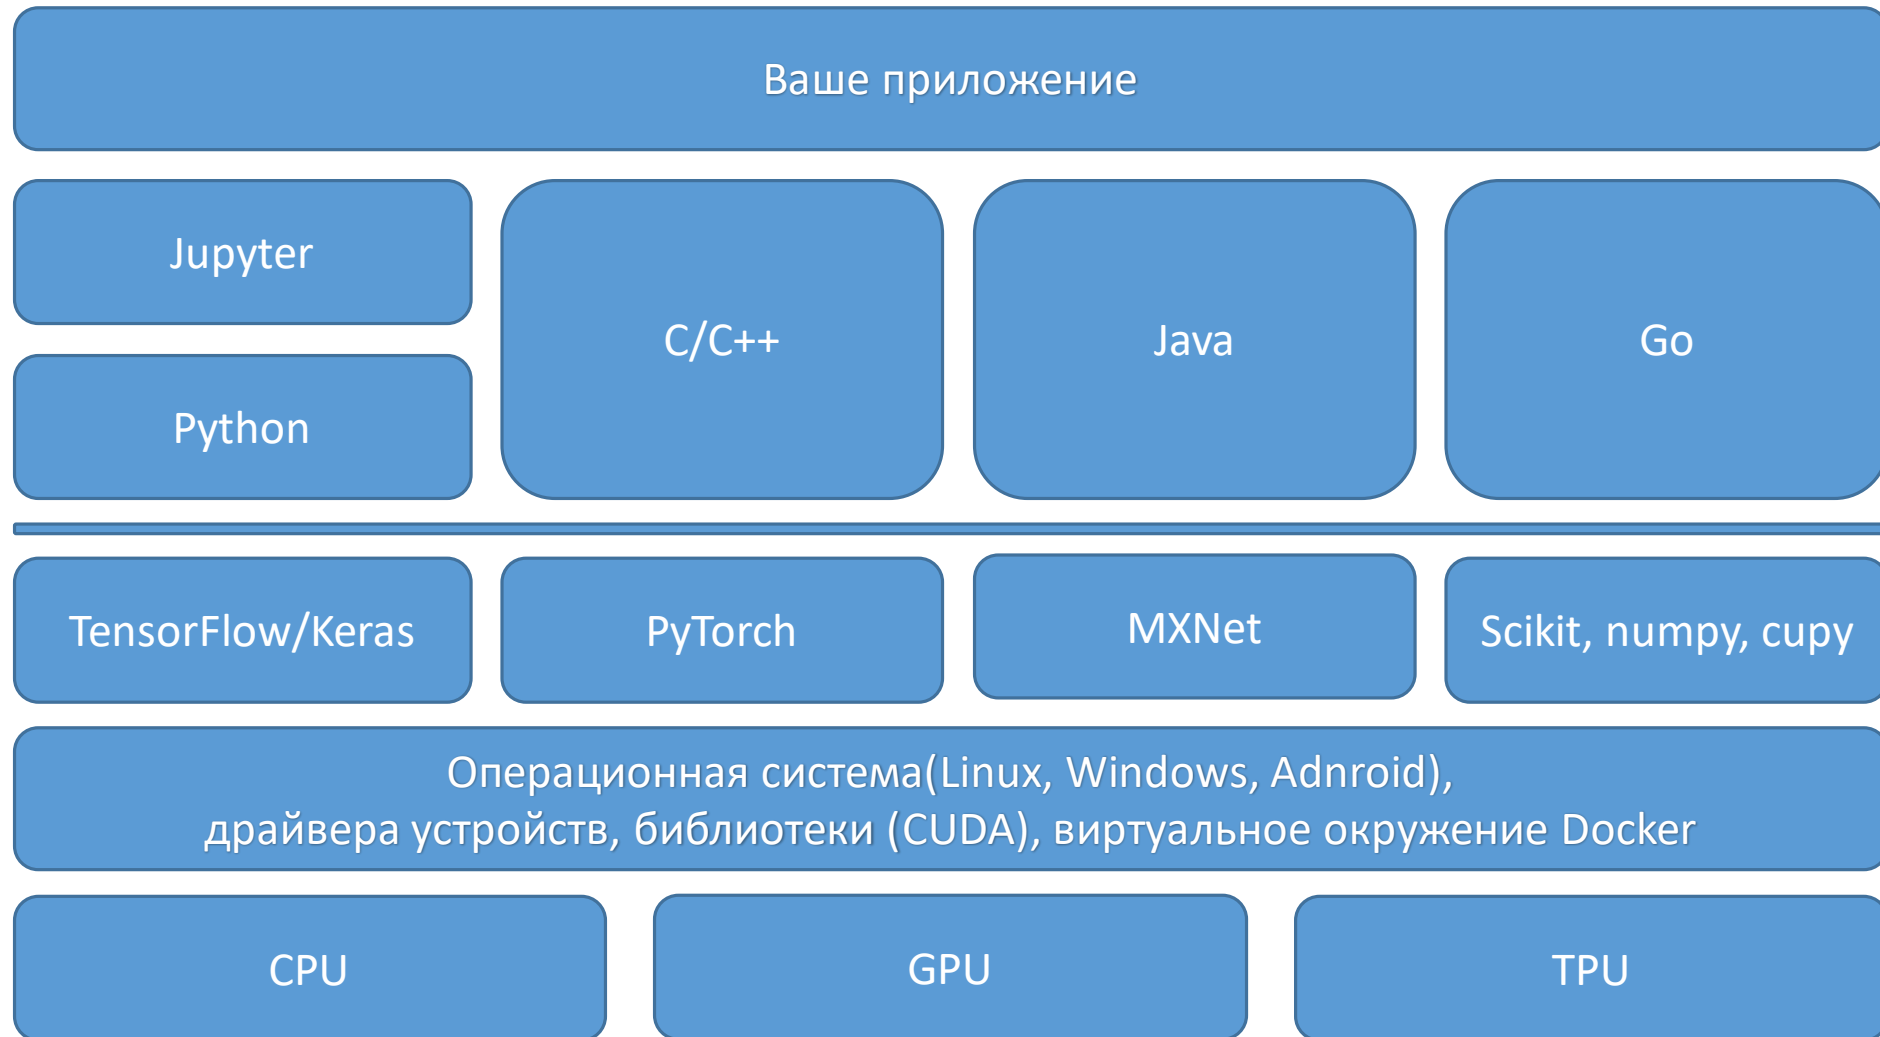 Ваше приложение
Jupyter
Python
C/C++
Java
Go
TensorFlow/Keras
PyTorch
MXNet
Scikit, numpy, cupy
Операционная система(Linux, Windows, Adnroid),
драйвера устройств, библиотеки (CUDA), виртуальное окружение Docker
CPU
GPU
TPU